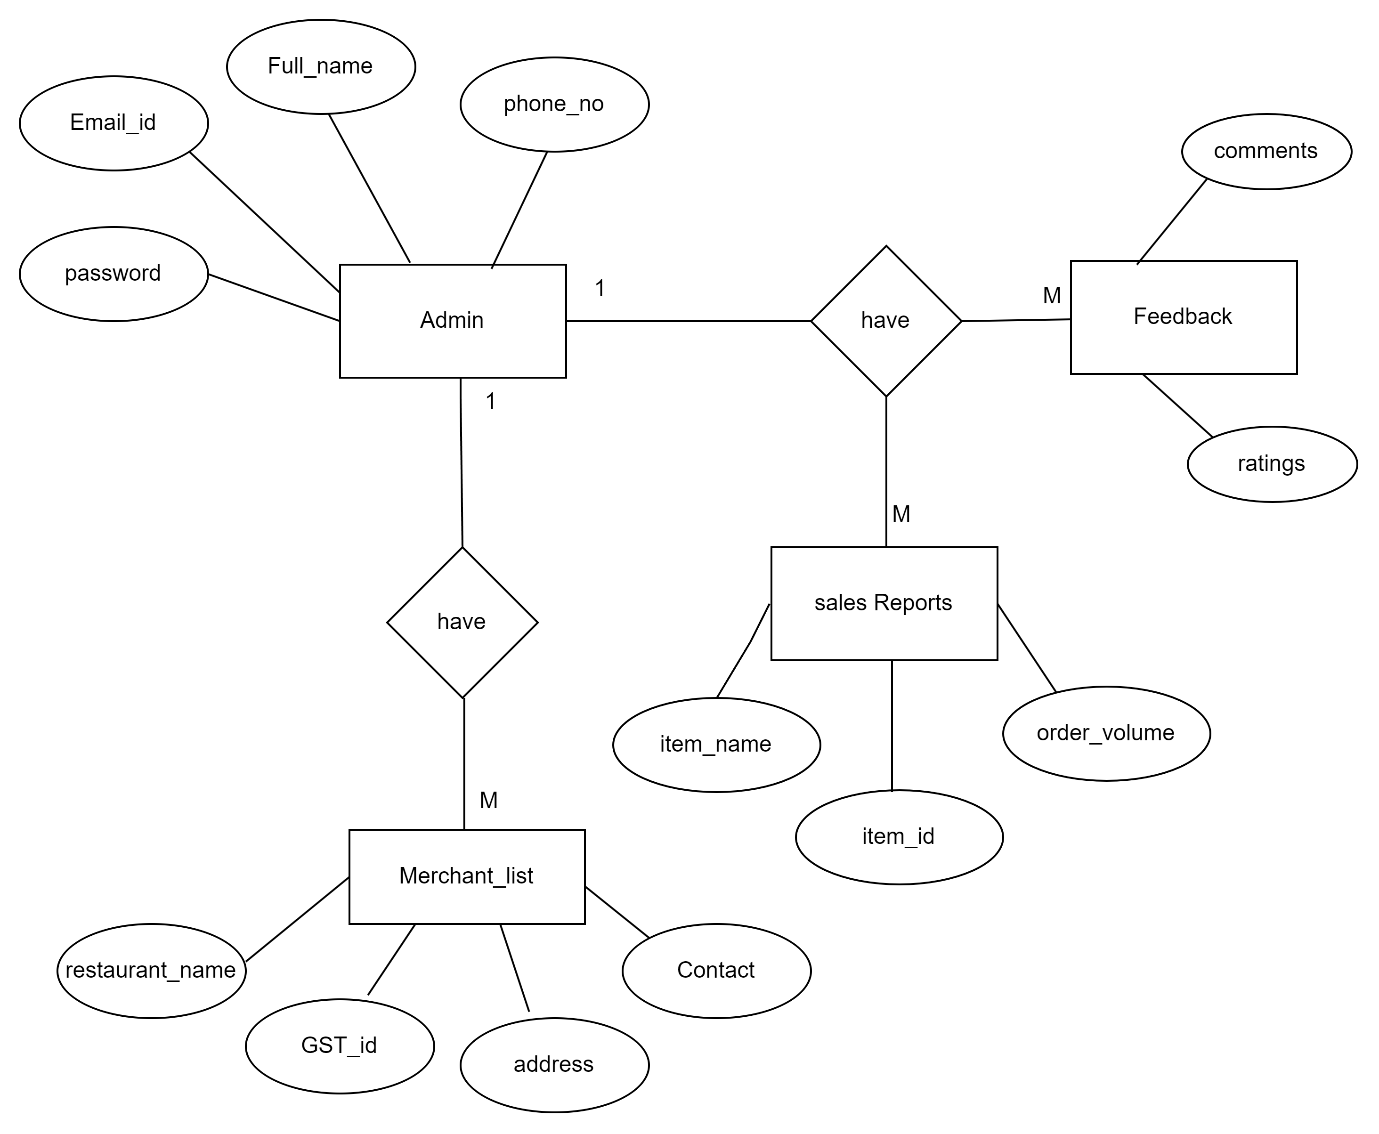 Full_name
phone_no
Email_id
comments
password
Admin
1
have
M
Feedback
1
ratings
M
have
sales Reports
item_name
order_volume
M
item_id
Merchant_list
restaurant_name
Contact
GST_id
address